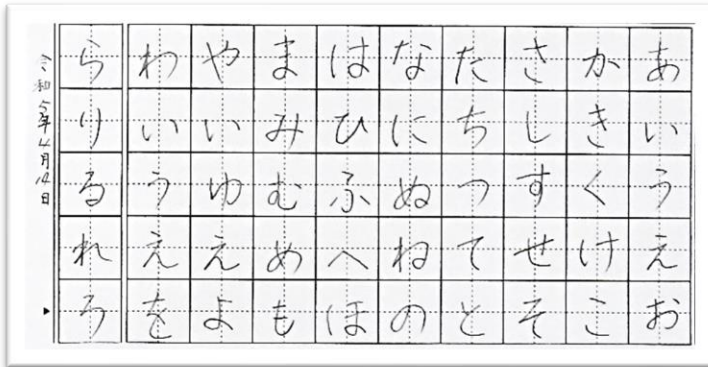 あいうえお
かきくけこ
さしすせそ
たちつてと
なにぬねの
はひふへほ
まみむめも
やいゆえよ
わいうえを
らりるれろ
令和 年4月14日